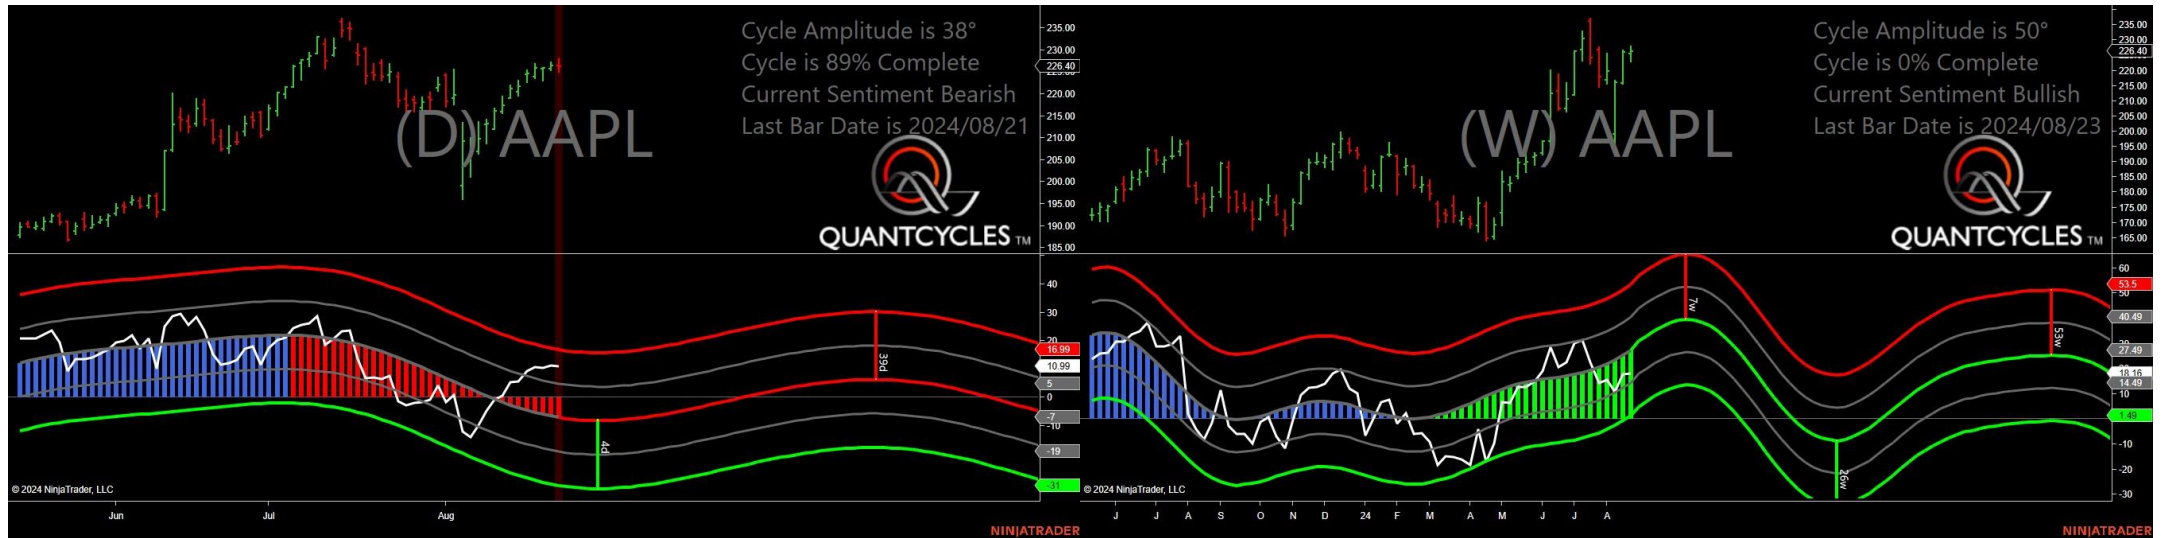 Cycle Amplitude is 38°
Cycle is 89% Complete
Current Sentiment Bearish
Last Bar Date is 2024/08/21
(D) AAPL
QUANTCYCLES TM
235.00
230.00
226.40
220.00
215.00
210.00
205.00
200.00
195.00
190.00
185.00
40
30
20
16.99
10.99
5
0
-7
-10
-19
-31
39d
4d
© 2024 NinjaTrader, LLC
Jun Jul Aug
NINJATRADER
Cycle Amplitude is 50°
Cycle is 0% Complete
Current Sentiment Bullish
Last Bar Date is 2024/08/23
(W) AAPL
QUANTCYCLES TM
235.00
230.00
226.40
220.00
215.00
210.00
205.00
200.00
195.00
190.00
185.00
180.00
175.00
170.00
165.00
60
53.5
50
40.49
27.49
18.16
14.49
10
1.49
-10
-20
-30
7w
26w
53w
© 2024 NinjaTrader, LLC
J J A S O N D 24 F M A M J J A
NINJATRADER